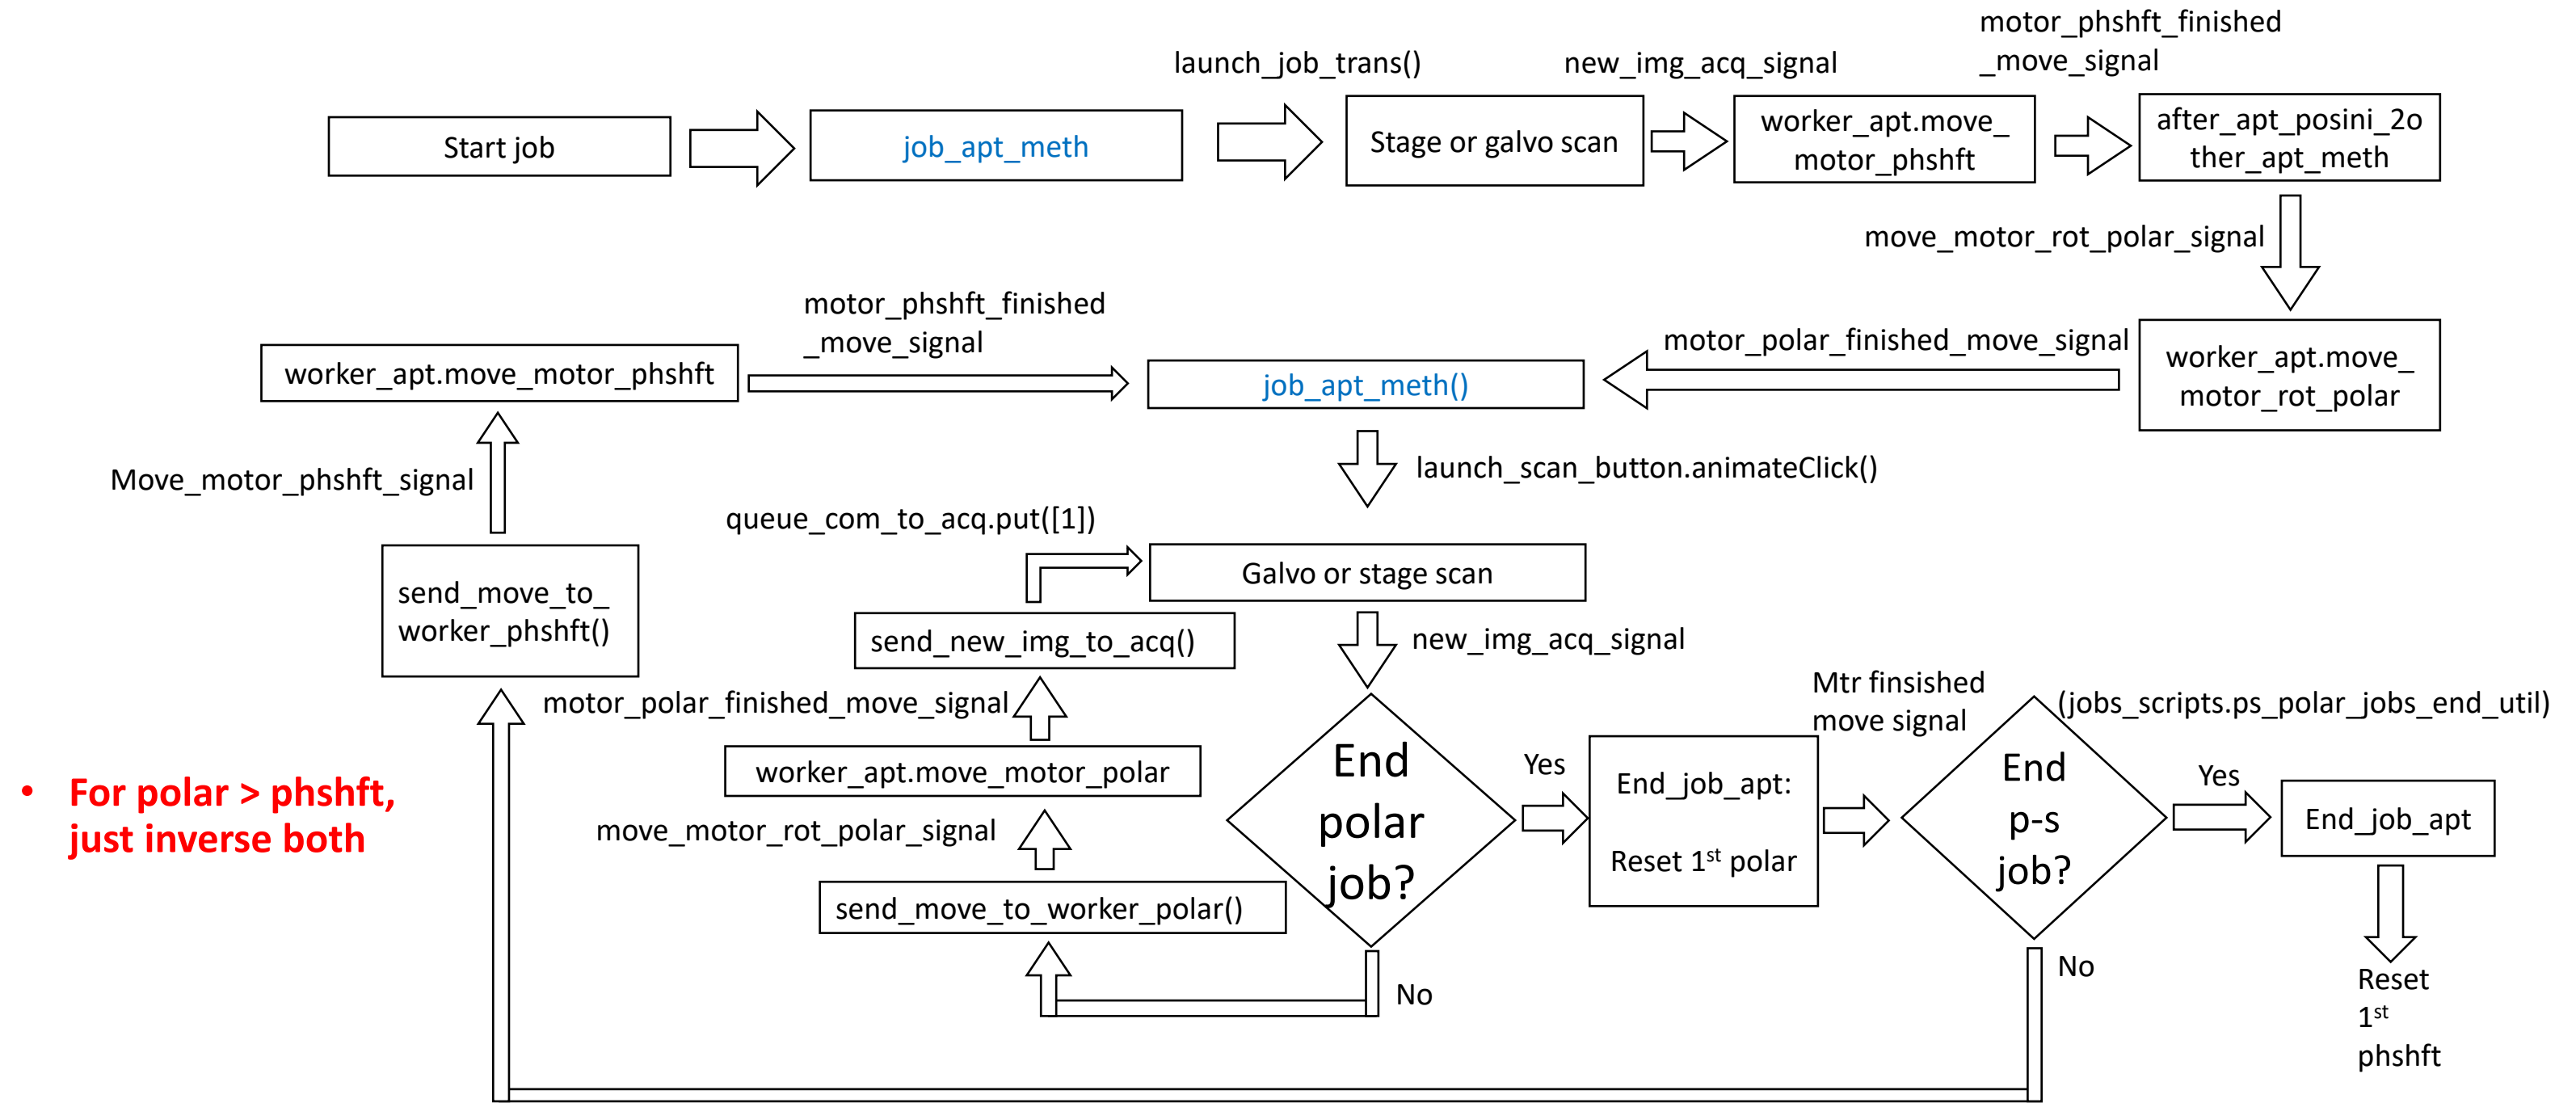 motor_phshft_finished
_move_signal
launch_job_trans()
new_img_acq_signal
Start job
job_apt_meth
Stage or galvo scan
worker_apt.move_
motor_phshft
after_apt_posini_2o
ther_apt_meth
move_motor_rot_polar_signal
motor_phshft_finished
_move_signal
motor_polar_finished_move_signal
worker_apt.move_motor_phshft
job_apt_meth()
worker_apt.move_
motor_rot_polar
Move_motor_phshft_signal
launch_scan_button.animateClick()
queue_com_to_acq.put([1])
Galvo or stage scan
send_move_to_
worker_phshft()
send_new_img_to_acq()
new_img_acq_signal
motor_polar_finished_move_signal
Mtr finsished
move signal
(jobs_scripts.ps_polar_jobs_end_util)
worker_apt.move_motor_polar
End
polar
job?
Yes
End_job_apt:
Reset 1st polar
End
p-s
job?
Yes
End_job_apt
• For polar > phshft,
just inverse both
move_motor_rot_polar_signal
send_move_to_worker_polar()
No
No
Reset
1st
phshft